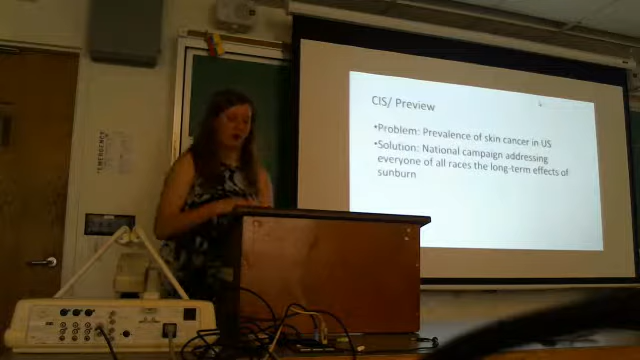 CIS/ Preview
•Problem: Prevalence of skin cancer in US
•Solution: National campaign addressing
everyone of all races the long-term effects of
sunburn
EMERGENCY